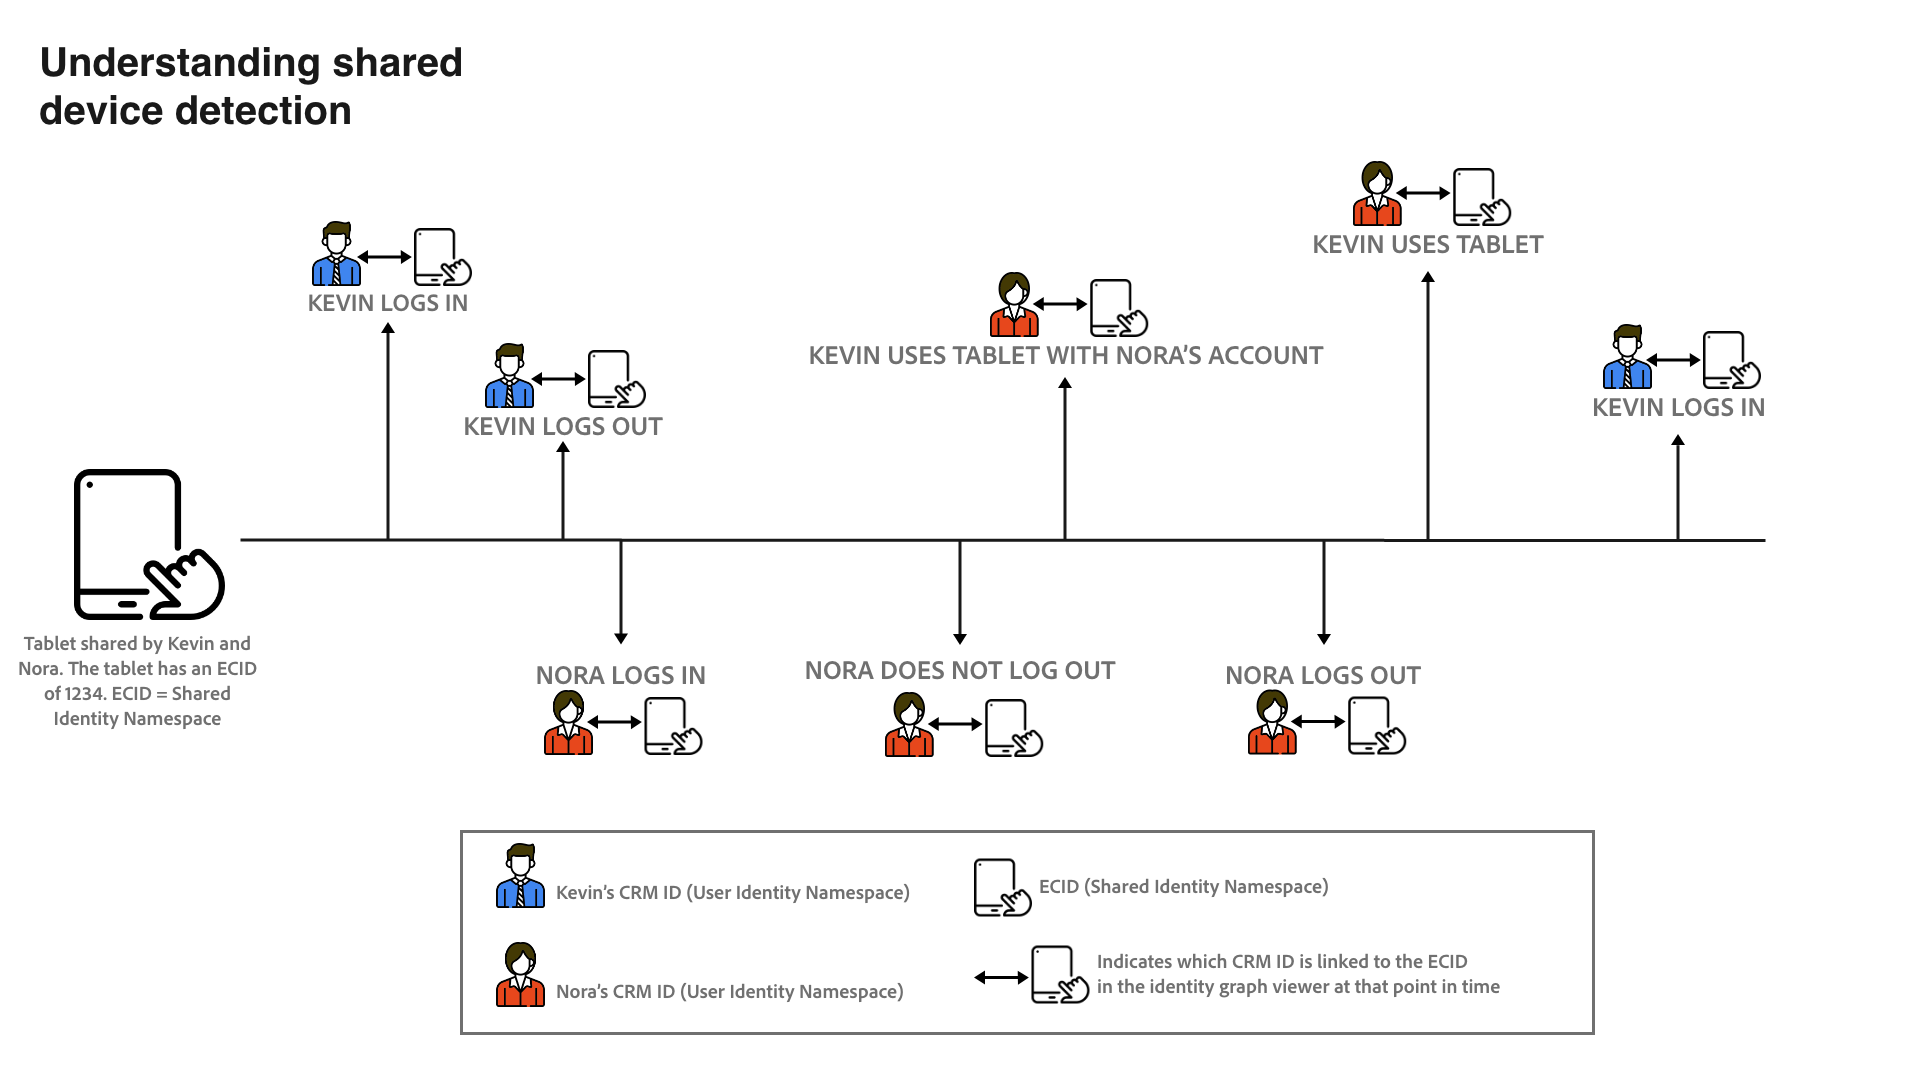 Understanding shared
device detection
KEVIN LOGS IN
KEVIN LOGS OUT
KEVIN USES TABLET WITH NORA’S ACCOUNT
KEVIN USES TABLET
KEVIN LOGS IN
Tablet shared by Kevin and
Nora. The tablet has an ECID
of 1234. ECID = Shared
Identity Namespace
NORA LOGS IN
NORA DOES NOT LOG OUT
NORA LOGS OUT
Kevin’s CRM ID (User Identity Namespace)
ECID (Shared Identity Namespace)
Nora’s CRM ID (User Identity Namespace)
Indicates which CRM ID is linked to the ECID
in the identity graph viewer at that point in time